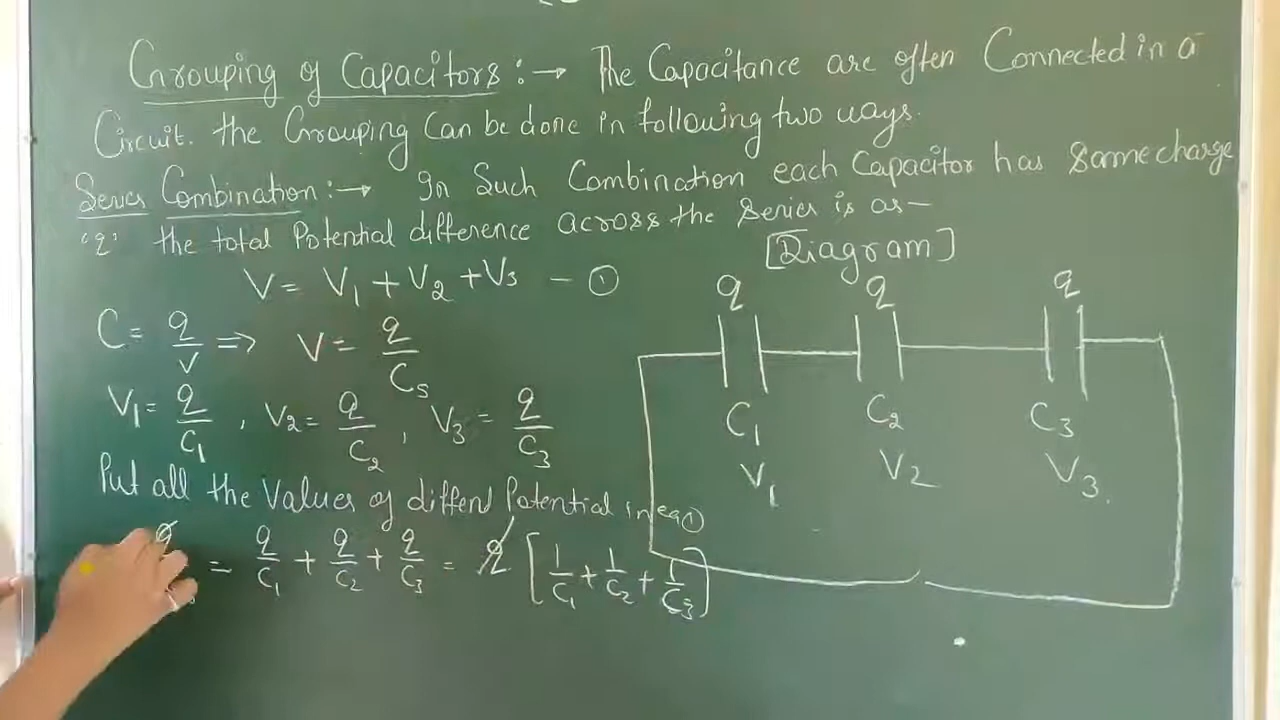 Grouping of Capacitors :→ The Capacitance are often Connected in a
Circuit. the Grouping Can be done in following two ways.
Series Combination :→ In Such Combination each Capacitor has Same charge
'q' the total Potential difference across the Series is as—
[Diagram]
V = V₁ + V₂ + V₃ — ①
C = q/V ⇒ V = q/Cs
V₁ = q/C₁ , V₂ = q/C₂ , V₃ = q/C₃
Put all the Values of differd Potential in eq ①
q = q/C₁ + q/C₂ + q/C₃ = q [1/C₁ + 1/C₂ + 1/C₃]
q q q
C₁ C₂ C₃
V₁ V₂ V₃.